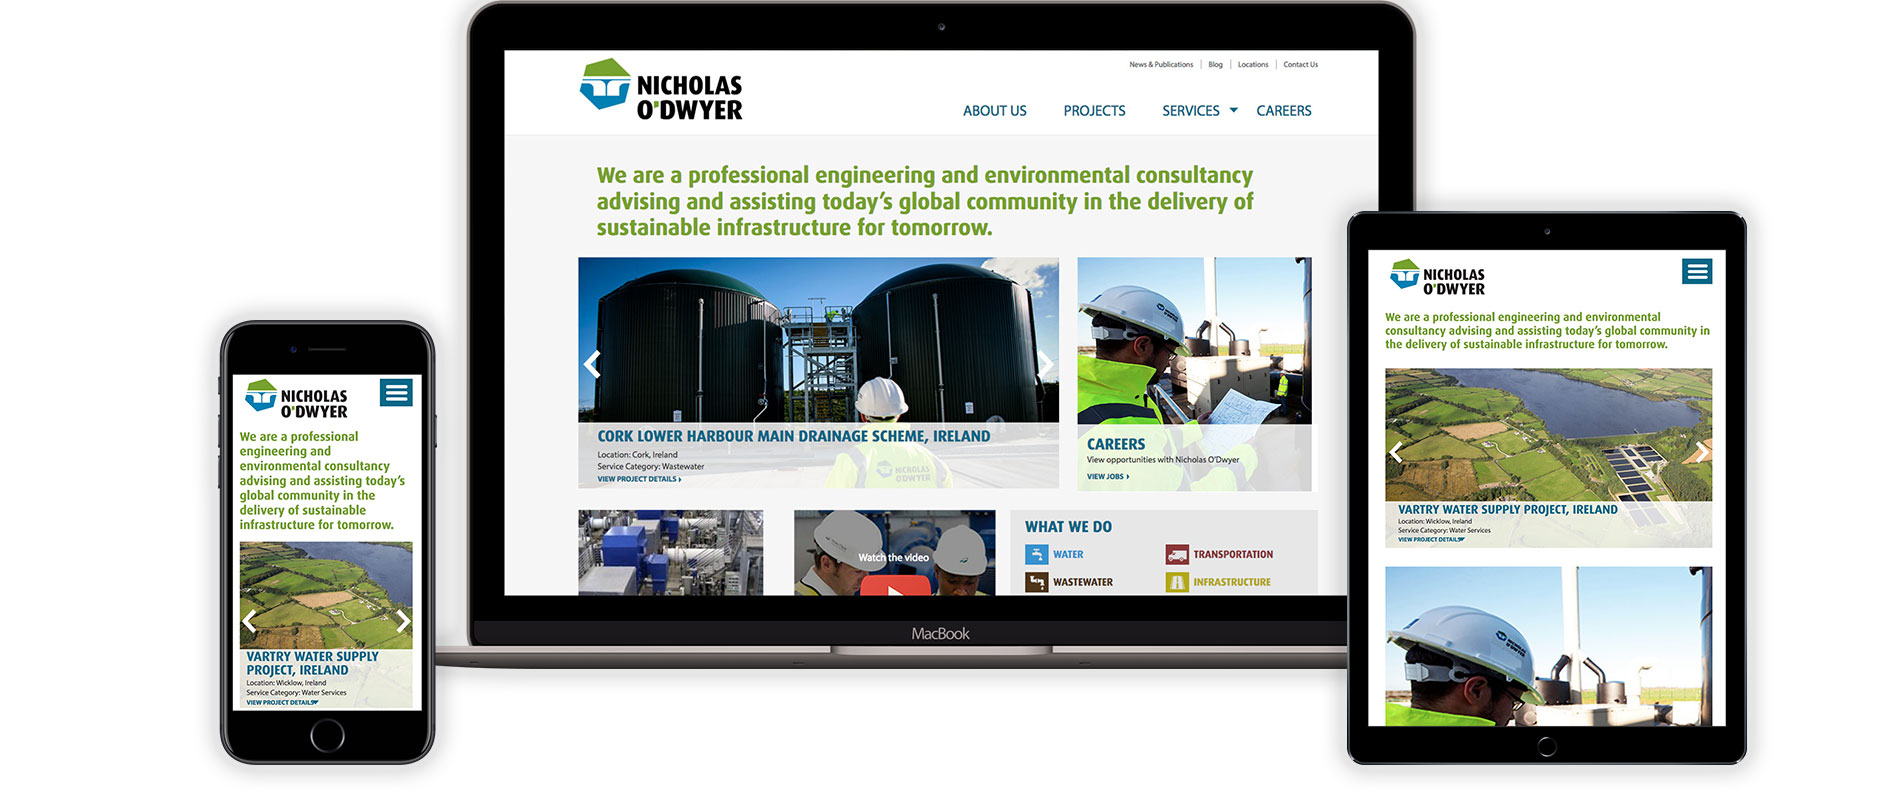 NICHOLAS
O'DWYER
We are a professional
engineering and
environmental consultancy
advising and assisting today's
global community in the
delivery of sustainable
infrastructure for tomorrow.
VARTRY WATER SUPPLY
PROJECT, IRELAND
Location: Wicklow, Ireland
Service Category: Water Services
VIEW PROJECT DETAILS
News & Publications | Blog | Locations | Contact Us
NICHOLAS
O'DWYER
ABOUT US PROJECTS SERVICES CAREERS
We are a professional engineering and environmental consultancy
advising and assisting today's global community in the delivery of
sustainable infrastructure for tomorrow.
CORK LOWER HARBOUR MAIN DRAINAGE SCHEME, IRELAND
Location: Cork, Ireland
Service Category: Wastewater
VIEW PROJECT DETAILS
NICHOLAS
O'DWYER
CAREERS
View opportunities with Nicholas O'Dwyer
VIEW JOBS
Watch the video
WHAT WE DO
WATER
TRANSPORTATION
WASTEWATER
INFRASTRUCTURE
MacBook
NICHOLAS
O'DWYER
We are a professional engineering and environmental
consultancy advising and assisting today's global community in
the delivery of sustainable infrastructure for tomorrow.
VARTRY WATER SUPPLY PROJECT, IRELAND
Location: Wicklow, Ireland
Service Category: Water Services
VIEW PROJECT DETAILS
NICHOLAS
O'DWYER